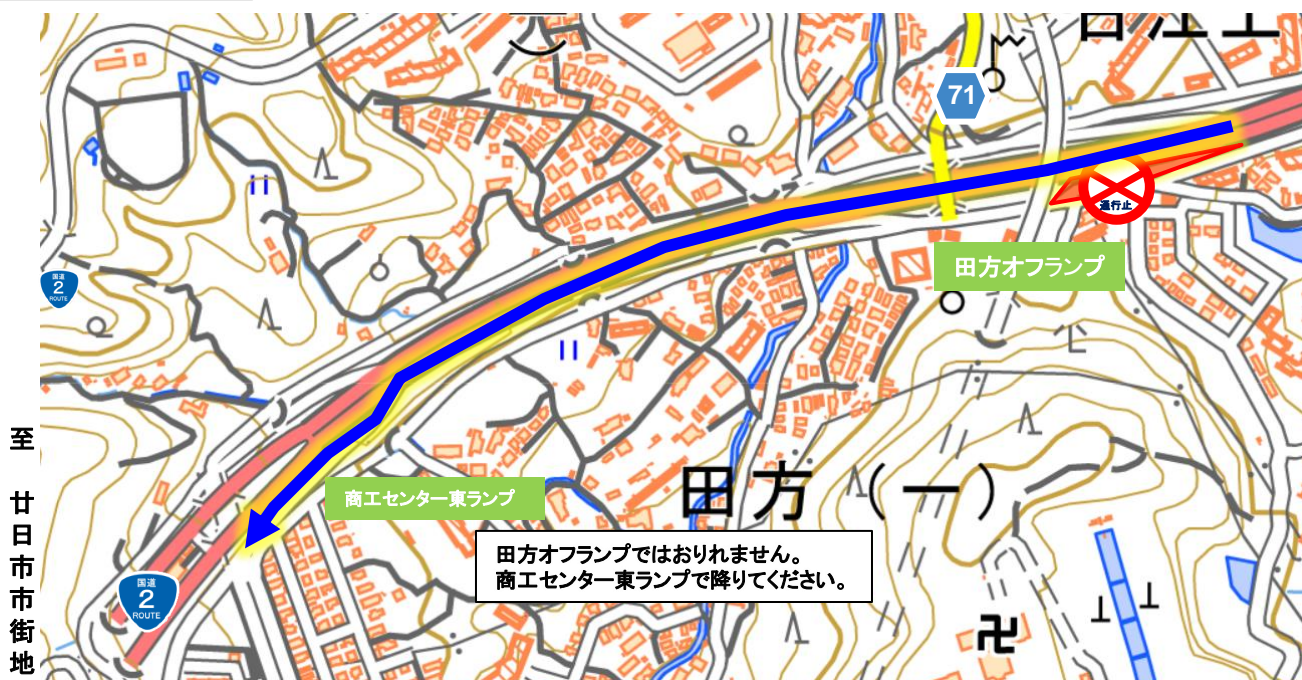 71
通行止
国道
2
ROUTE
田方オフランプ
至 廿日市市街地
商工センター東ランプ
田方(一)
田方オフランプではおりれません。
商工センター東ランプで降りてください。
国道
2
ROUTE